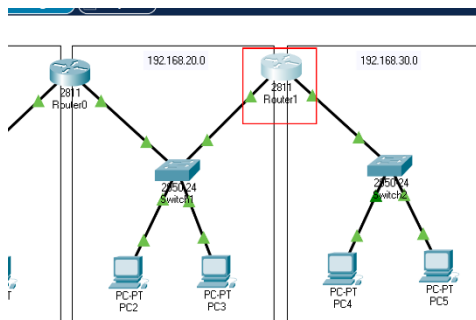 192.168.20.0
192.168.30.0
2811
Router0
2811
Router1
2950-24
Switch1
2950-24
Switch2
PC-PT
PC2
PC-PT
PC3
PC-PT
PC4
PC-PT
PC5